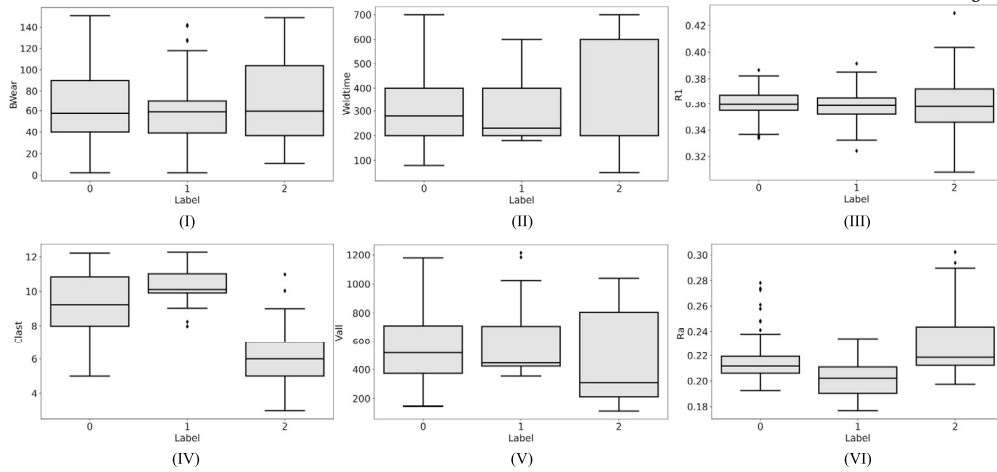 g
140
120
100
80
60
40
20
0
BWear
0 1 2
Label
(I)
700
600
500
400
300
200
100
Weldtime
0 1 2
Label
(II)
0.42
0.40
0.38
0.36
0.34
0.32
R1
0 1 2
Label
(III)
12
10
8
6
4
Clast
0 1 2
Label
(IV)
1200
1000
800
600
400
200
Vall
0 1 2
Label
(V)
0.30
0.28
0.26
0.24
0.22
0.20
0.18
Ra
0 1 2
Label
(VI)